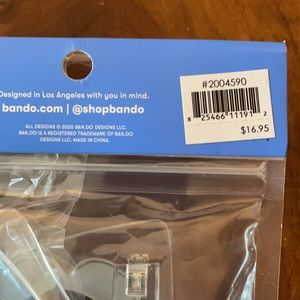 Designed in Los Angeles with you in mind.
bando.com | @shopbando
ALL DESIGNS © 2020 BAN.DO DESIGNS LLC.
BAN.DO IS A REGISTERED TRADEMARK OF BAN.DO
DESIGNS LLC. MADE IN CHINA.
#2004590
8 25466 11191 2
$16.95